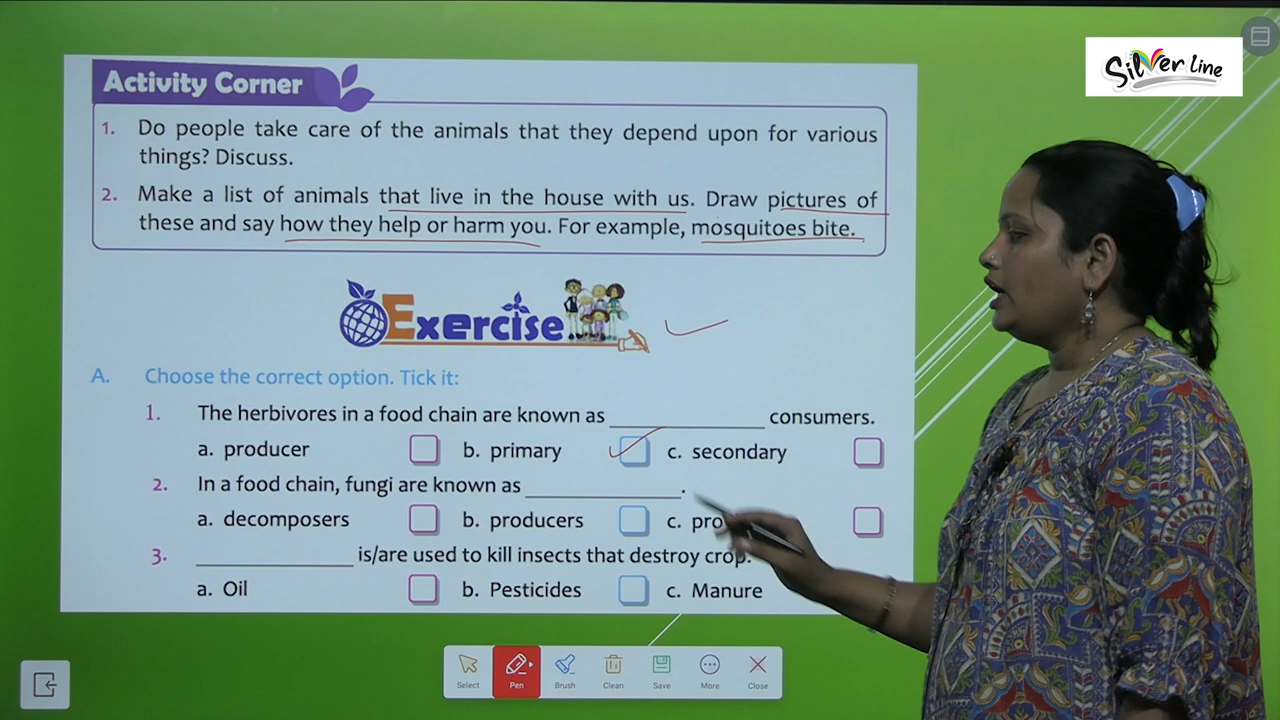 Silver line
Activity Corner
1. Do people take care of the animals that they depend upon for various
things? Discuss.
2. Make a list of animals that live in the house with us. Draw pictures of
these and say how they help or harm you. For example, mosquitoes bite.
Exercise
A. Choose the correct option. Tick it:
1. The herbivores in a food chain are known as ______________ consumers.
a. producer b. primary c. secondary
2. In a food chain, fungi are known as ______________.
a. decomposers b. producers c.
3. ______________ is/are used to kill insects that destroy crop.
a. Oil b. Pesticides c. Manure
Select Pen Brush Clean Save More Close